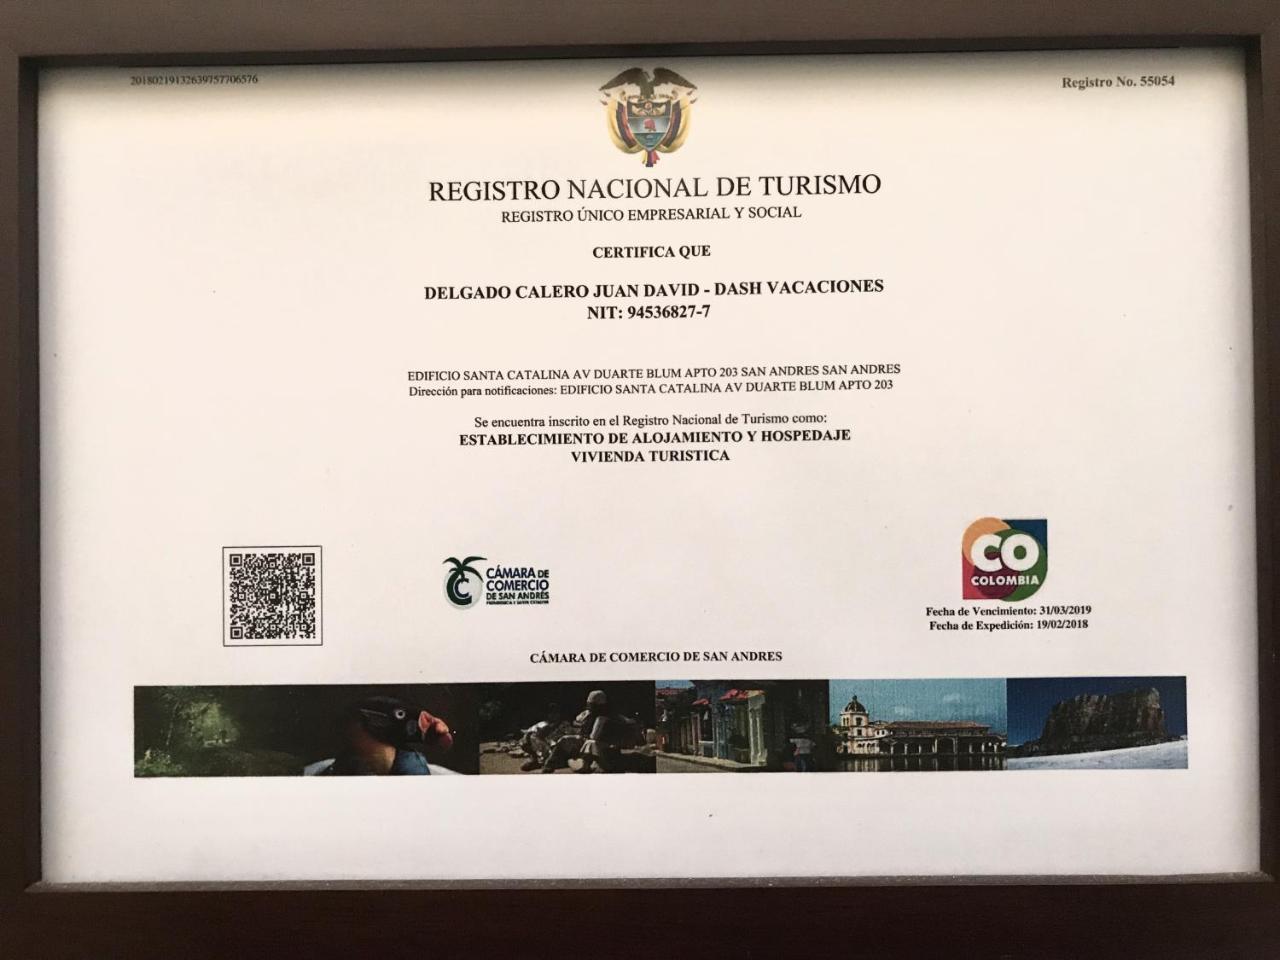 20180219132639757706576
Registro No. 55054
REGISTRO NACIONAL DE TURISMO
REGISTRO ÚNICO EMPRESARIAL Y SOCIAL
CERTIFICA QUE
DELGADO CALERO JUAN DAVID - DASH VACACIONES
NIT: 94536827-7
EDIFICIO SANTA CATALINA AV DUARTE BLUM APTO 203 SAN ANDRES SAN ANDRES
Dirección para notificaciones: EDIFICIO SANTA CATALINA AV DUARTE BLUM APTO 203
Se encuentra inscrito en el Registro Nacional de Turismo como:
ESTABLECIMIENTO DE ALOJAMIENTO Y HOSPEDAJE
VIVIENDA TURISTICA
CÁMARA DE
COMERCIO
DE SAN ANDRÉS
PROVIDENCIA Y SANTA CATALINA
CO
COLOMBIA
Fecha de Vencimiento: 31/03/2019
Fecha de Expedición: 19/02/2018
CÁMARA DE COMERCIO DE SAN ANDRES